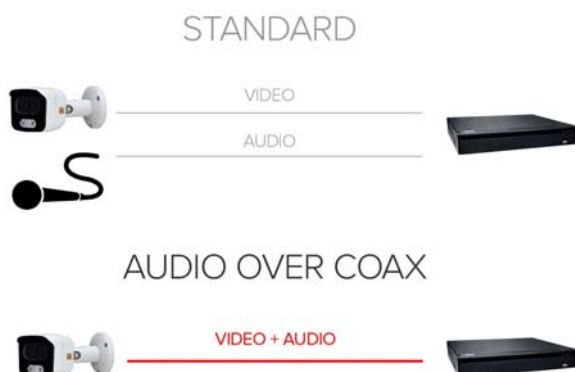 STANDARD
VIDEO
AUDIO
AUDIO OVER COAX
VIDEO + AUDIO